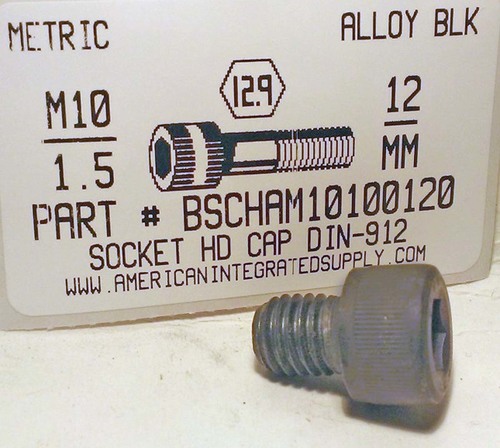 METRIC
ALLOY BLK
12.9
M10
1.5
12
MM
PART # BSCHAM10100120
SOCKET HD CAP DIN-912
WWW.AMERICANINTEGRATEDSUPPLY.COM